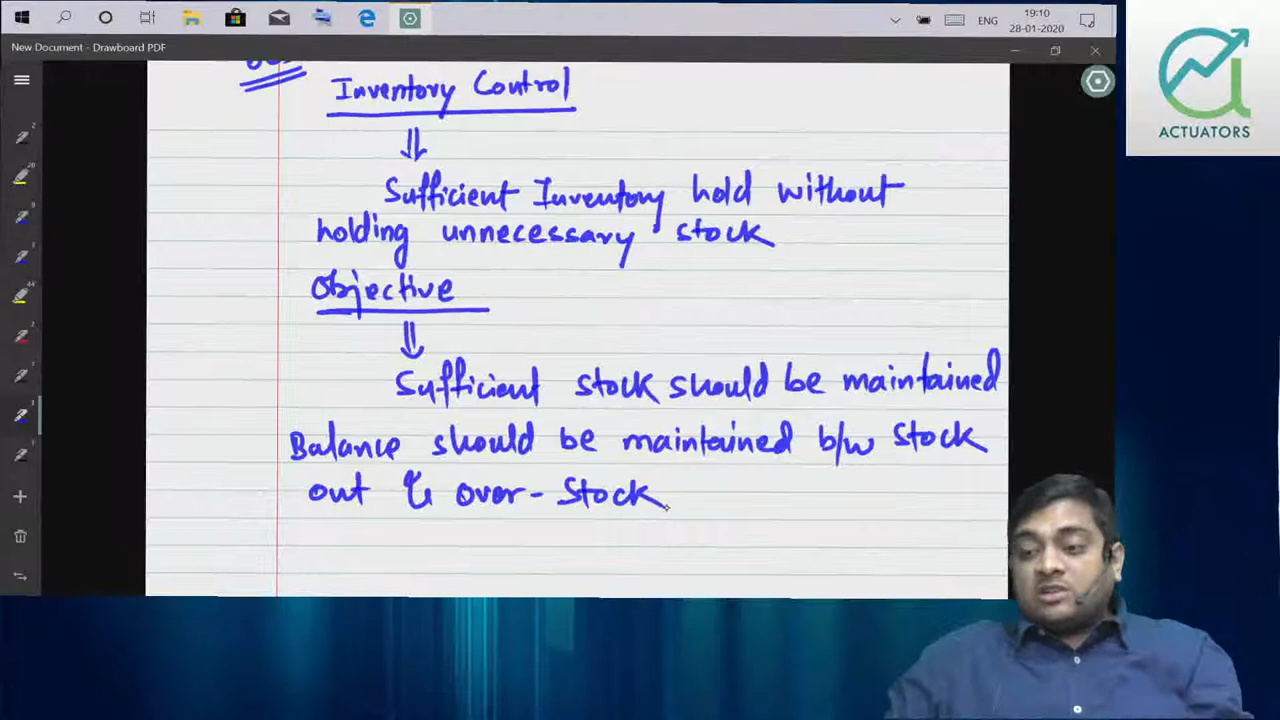 19:10
ENG
28-01-2020
New Document - Drawboard PDF
ACTUATORS
Inventory Control
Sufficient Inventory hold without
holding unnecessary stock
Objective
Sufficient stock should be maintained
Balance should be maintained b/w stock
out & over-stock